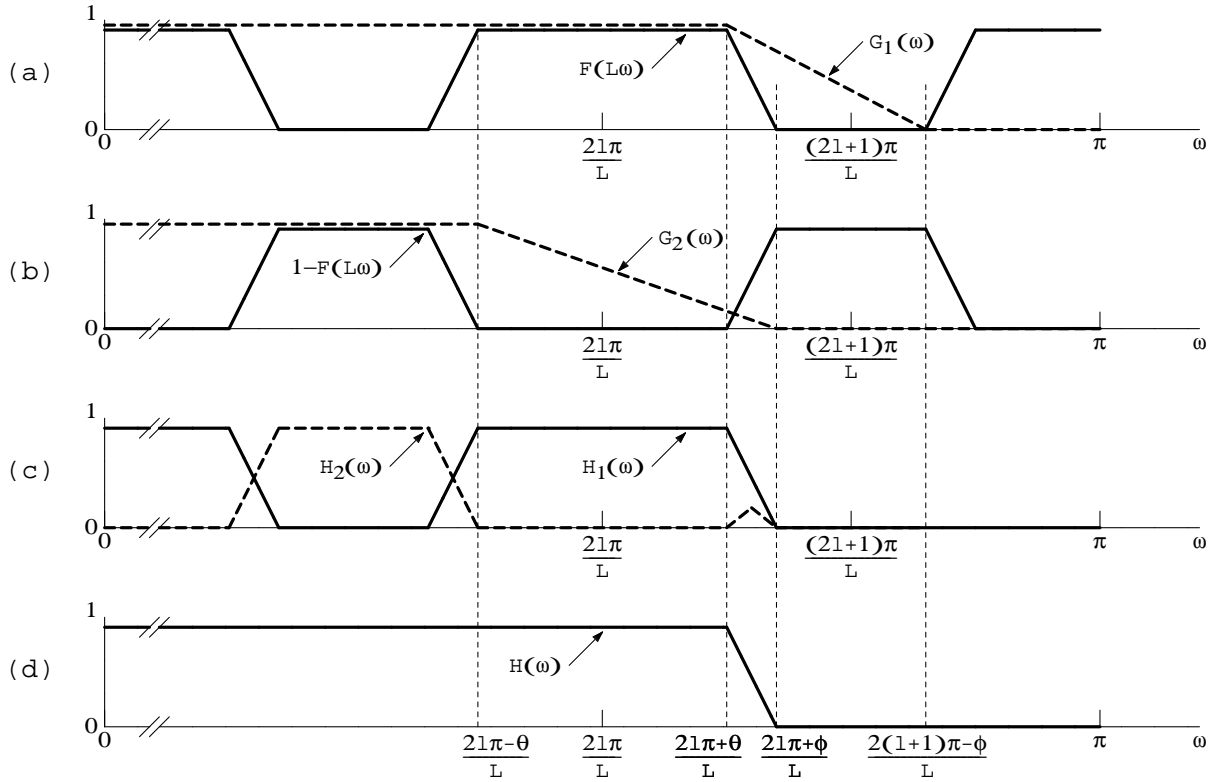 (a)
1
0
0
F(Lω)
G₁(ω)
2lπ
L
(2l+1)π
L
π
ω
(b)
1
0
0
1−F(Lω)
G₂(ω)
2lπ
L
(2l+1)π
L
π
ω
(c)
1
0
0
H₂(ω)
H₁(ω)
2lπ
L
(2l+1)π
L
π
ω
(d)
1
0
0
H(ω)
2lπ−θ
L
2lπ
L
2lπ+θ
L
2lπ+ϕ
L
2(l+1)π−ϕ
L
π
ω